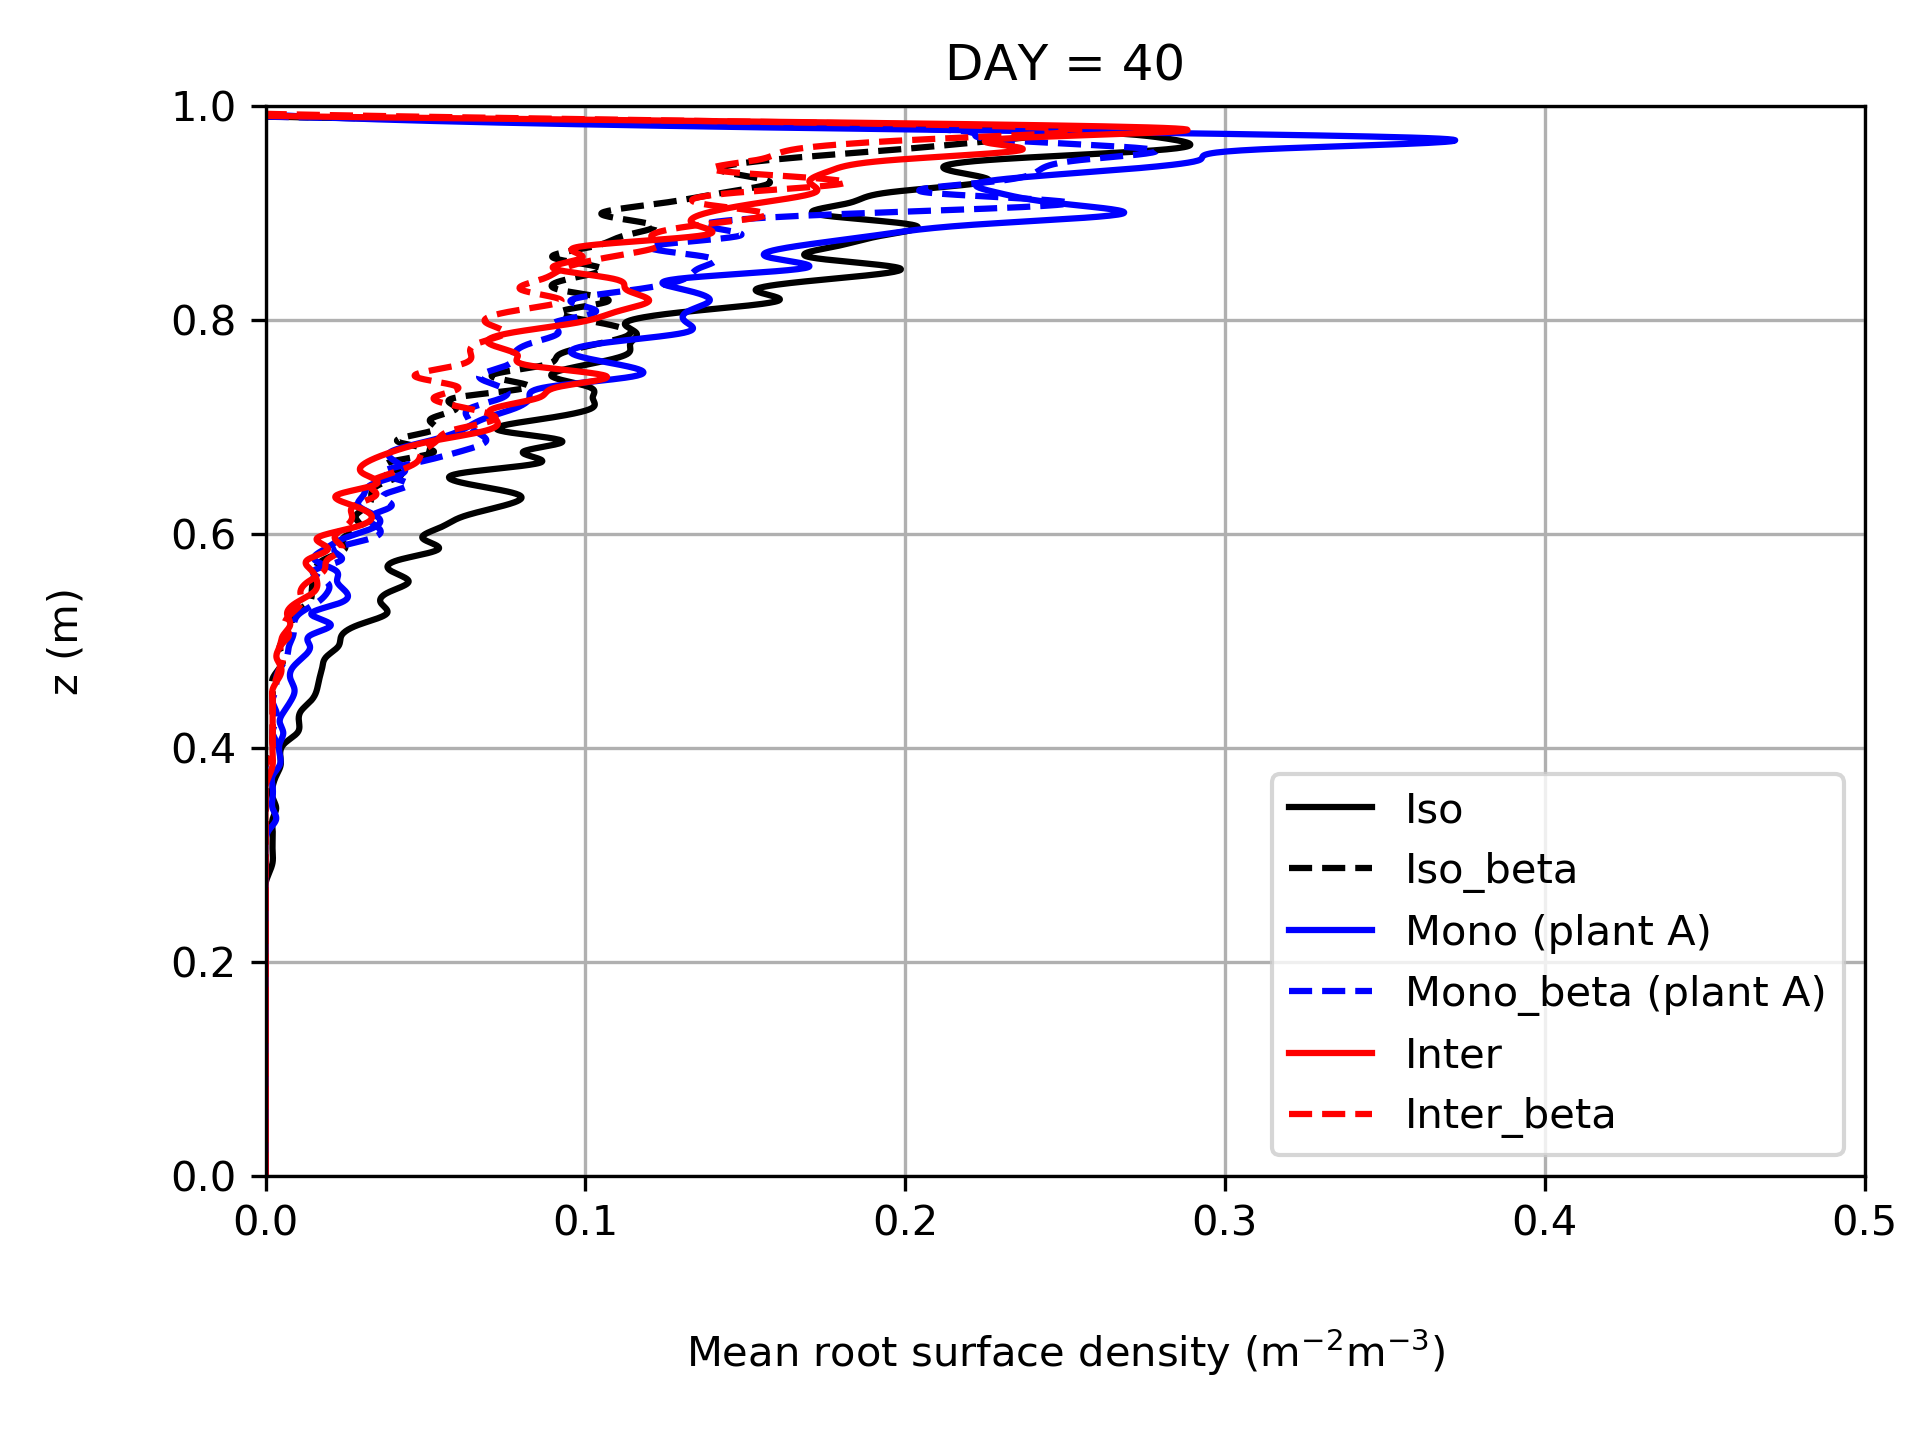 DAY = 40
1.0
0.8
0.6
0.4
0.2
0.0
z (m)
0.0 0.1 0.2 0.3 0.4 0.5
Mean root surface density (m⁻²m⁻³)
Iso
Iso_beta
Mono (plant A)
Mono_beta (plant A)
Inter
Inter_beta